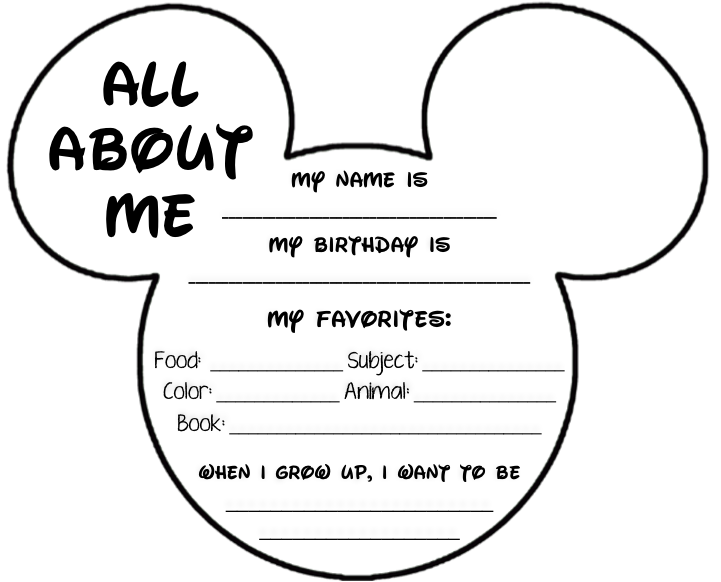 ALL
ABOUT
ME
MY NAME IS
MY BIRTHDAY IS
MY FAVORITES:
Food: Subject:
Color: Animal:
Book:
WHEN I GROW UP, I WANT TO BE